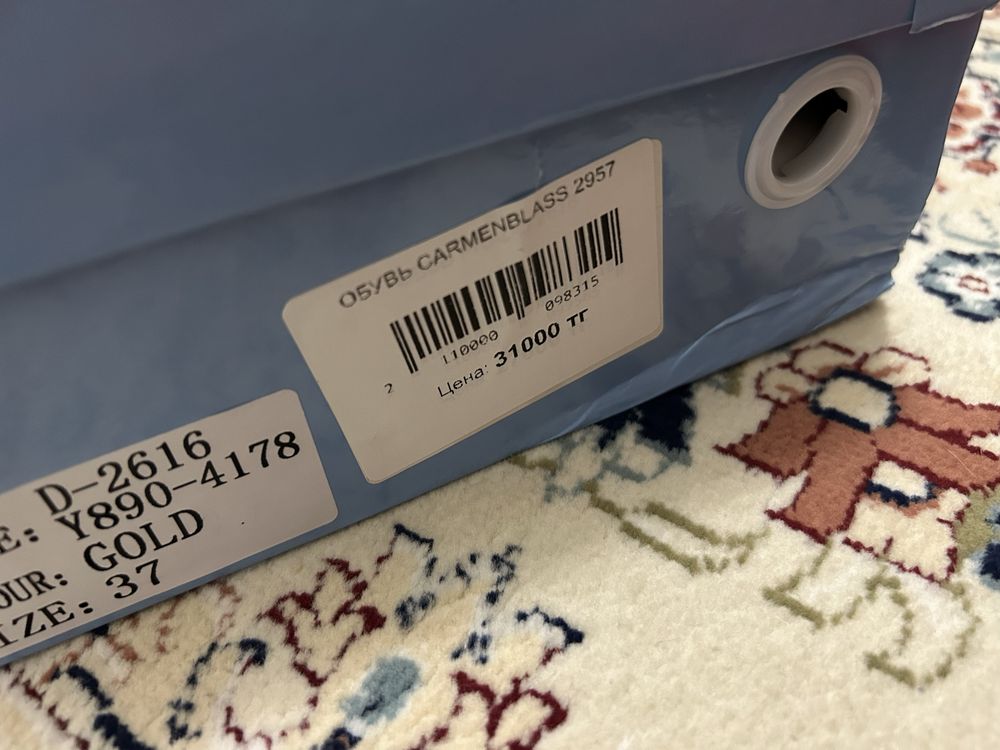 ОБУВЬ CARMENBLASS 2957
2 110000 098315
Цена: 31000 тг
E: D-2616
Y890-4178
OUR: GOLD
IZE: 37